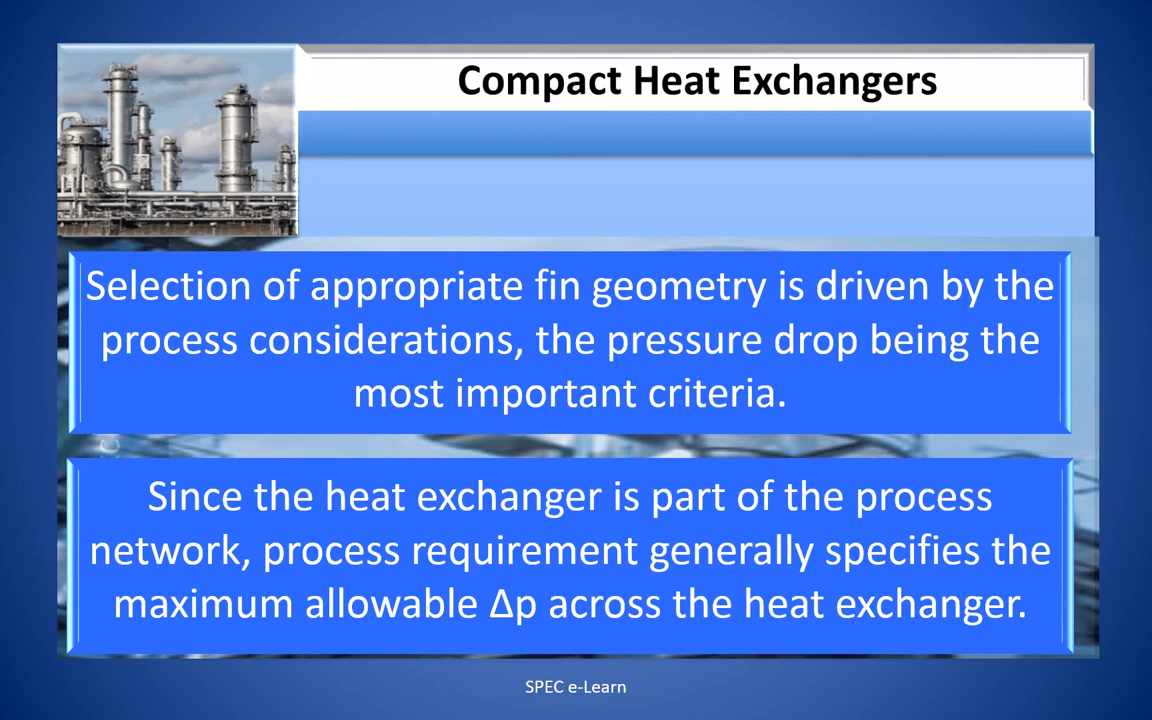 Compact Heat Exchangers
Selection of appropriate fin geometry is driven by the
process considerations, the pressure drop being the
most important criteria.
Since the heat exchanger is part of the process
network, process requirement generally specifies the
maximum allowable Δp across the heat exchanger.
SPEC e-Learn